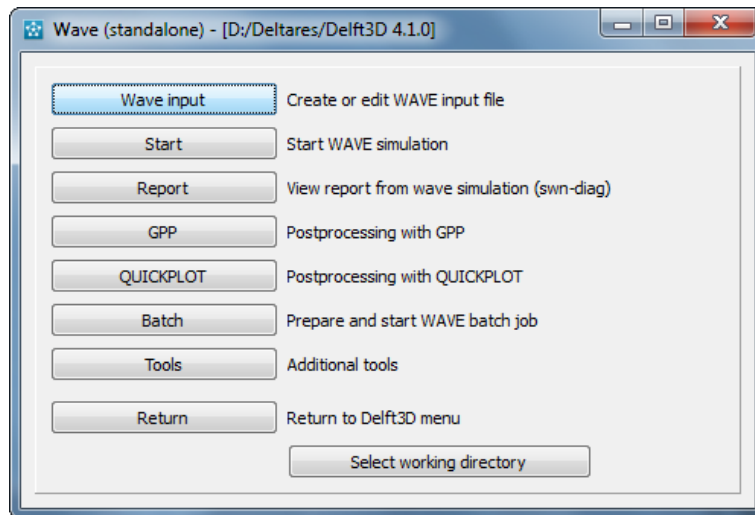 Wave (standalone) - [D:/Deltares/Delft3D 4.1.0]
Wave input Create or edit WAVE input file
Start Start WAVE simulation
Report View report from wave simulation (swn-diag)
GPP Postprocessing with GPP
QUICKPLOT Postprocessing with QUICKPLOT
Batch Prepare and start WAVE batch job
Tools Additional tools
Return Return to Delft3D menu
Select working directory